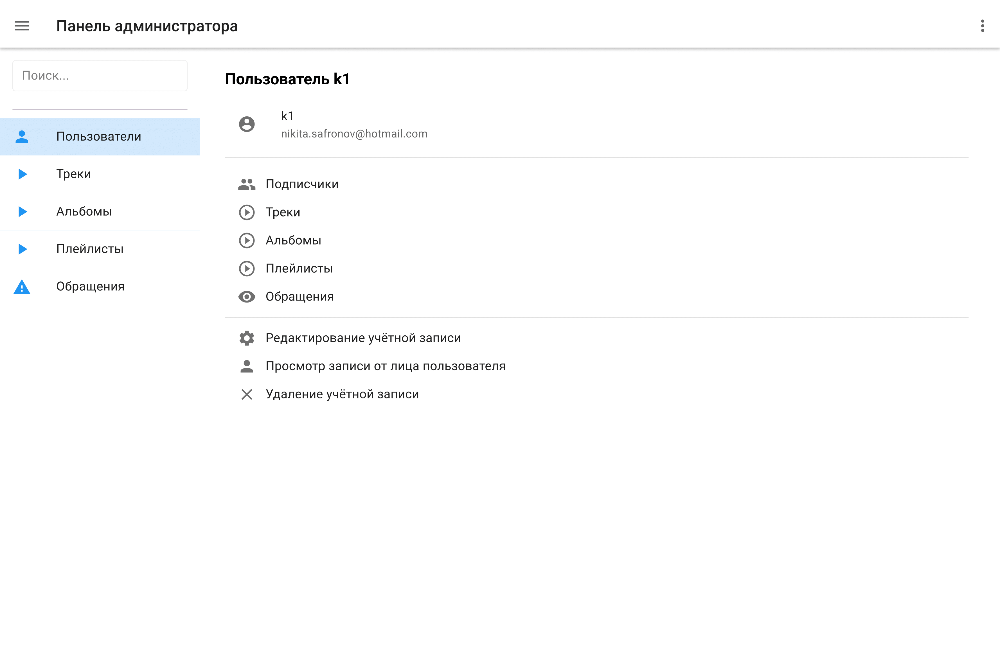 Панель администратора
Поиск...
Пользователи
Треки
Альбомы
Плейлисты
Обращения
Пользователь k1
k1
nikita.safronov@hotmail.com
Подписчики
Треки
Альбомы
Плейлисты
Обращения
Редактирование учётной записи
Просмотр записи от лица пользователя
Удаление учётной записи